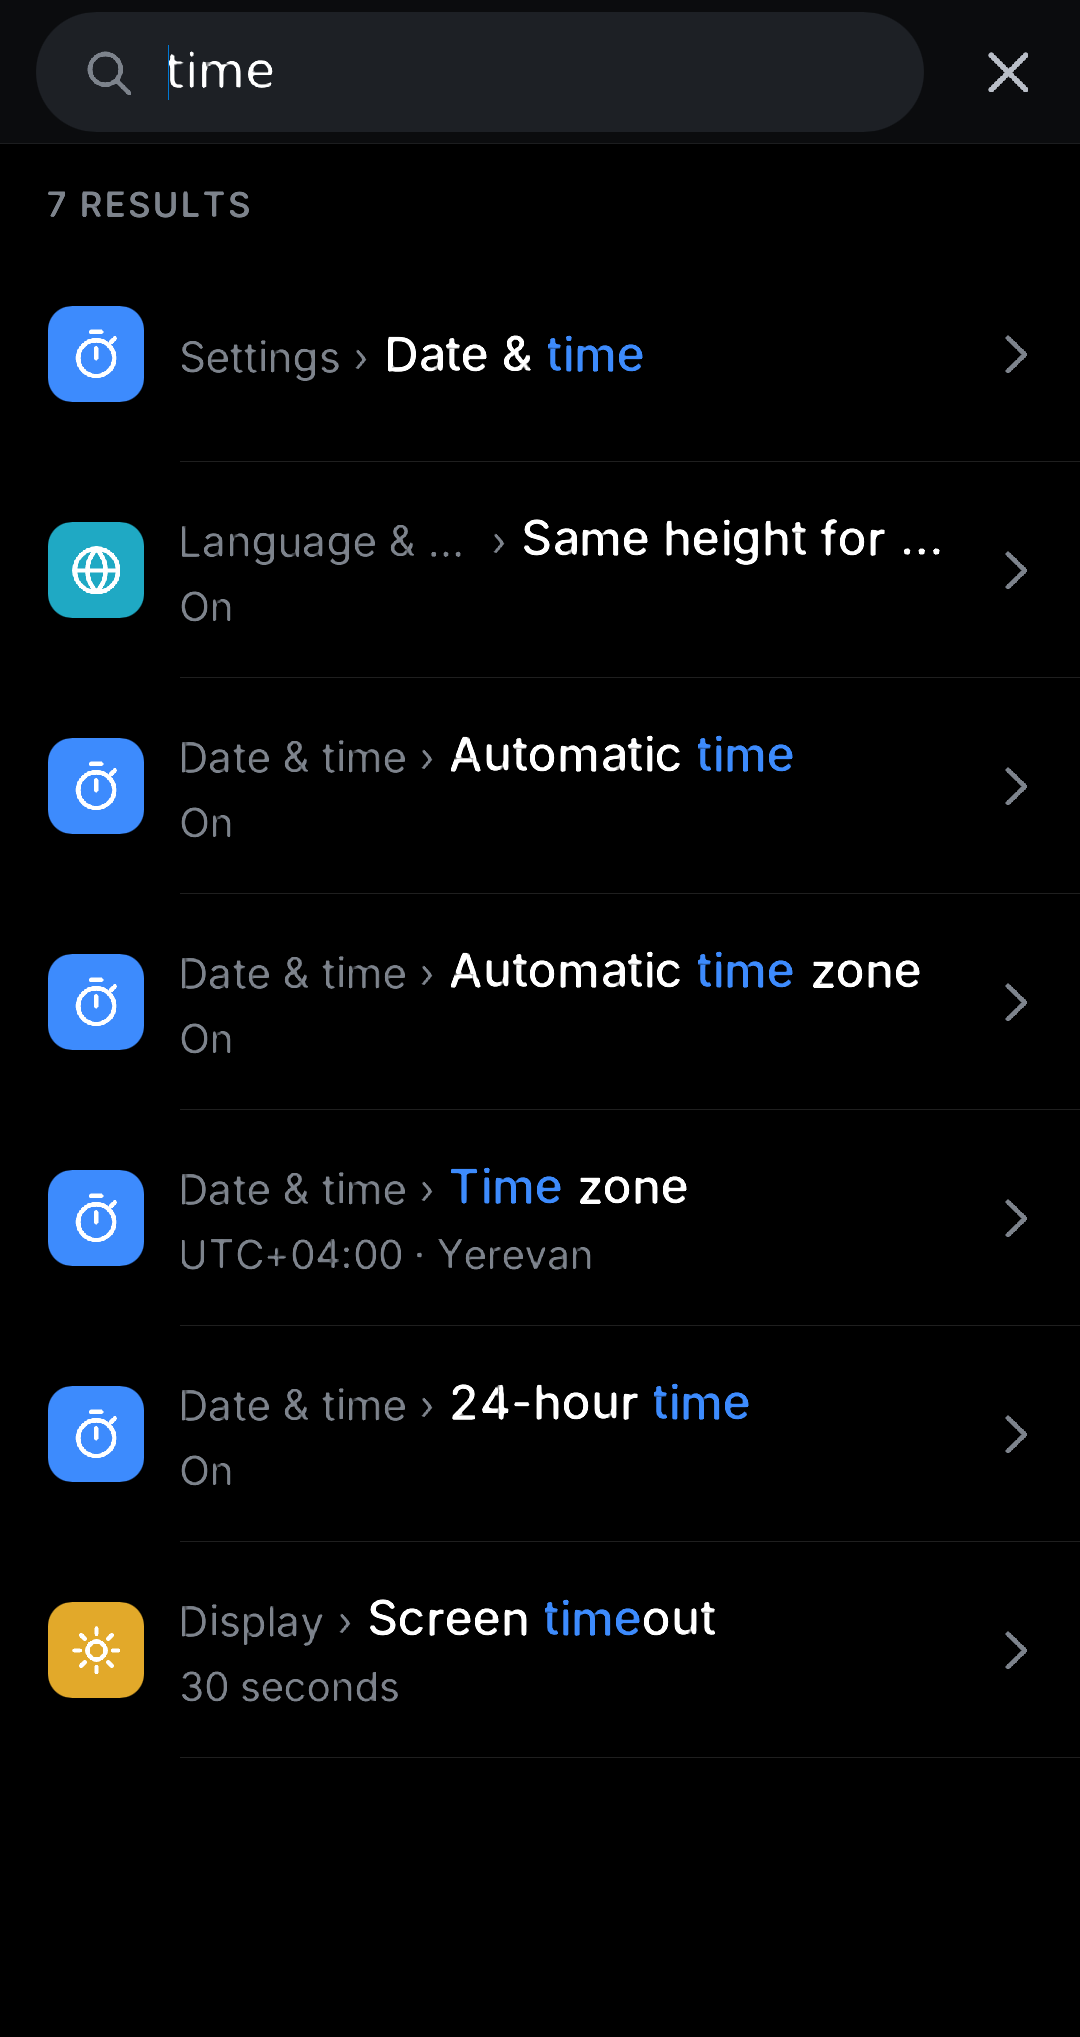 time
7 RESULTS
Settings › Date & time
Language & ... › Same height for ...
On
Date & time › Automatic time
On
Date & time › Automatic time zone
On
Date & time › Time zone
UTC+04:00 · Yerevan
Date & time › 24-hour time
On
Display › Screen timeout
30 seconds